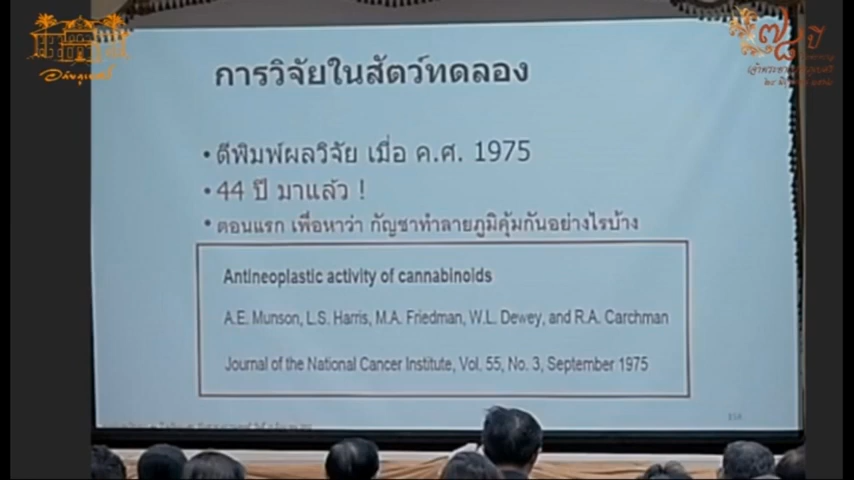 การวิจัยในสัตว์ทดลอง
• ตีพิมพ์ผลวิจัย เมื่อ ค.ศ. 1975
• 44 ปี มาแล้ว !
• ตอนแรก เพื่อหาว่า กัญชาทำลายภูมิคุ้มกันอย่างไรบ้าง
Antineoplastic activity of cannabinoids
A.E. Munson, L.S. Harris, M.A. Friedman, W.L. Dewey, and R.A. Carchman
Journal of the National Cancer Institute, Vol. 55, No. 3, September 1975